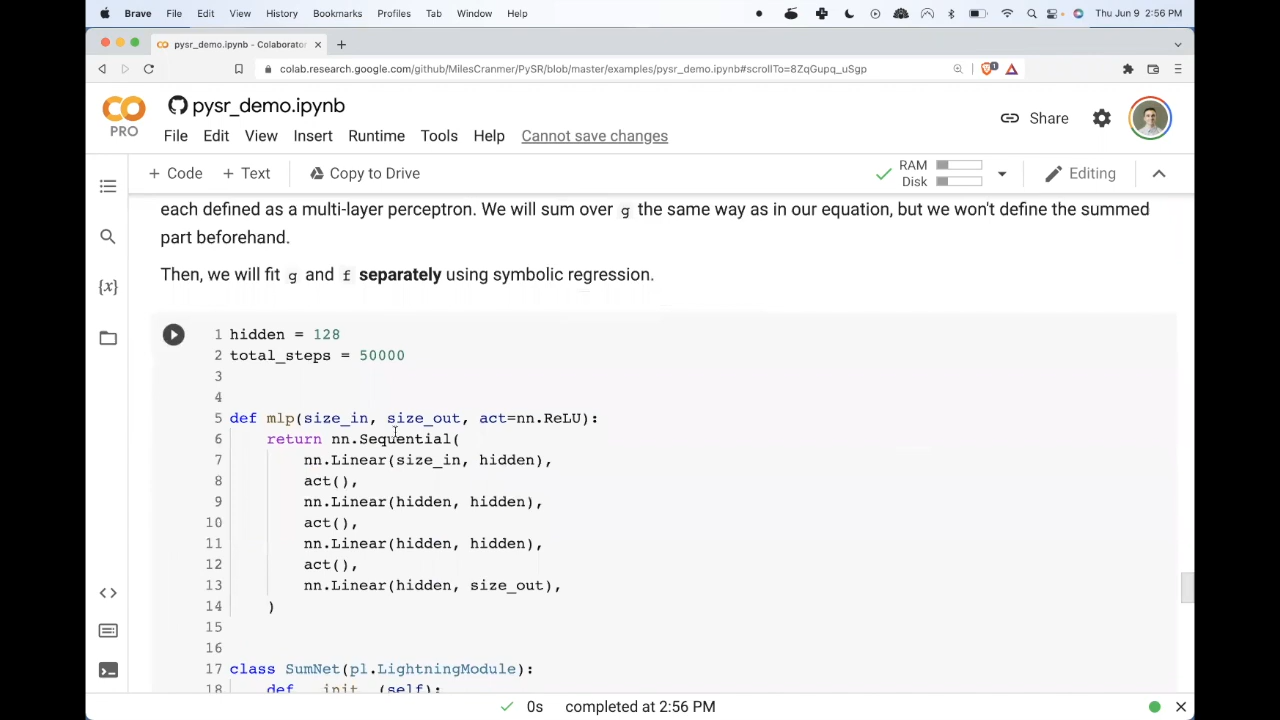 Brave File Edit View History Bookmarks Profiles Tab Window Help Thu Jun 9 2:56 PM
pysr_demo.ipynb - Colaborator
colab.research.google.com/github/MilesCranmer/PySR/blob/master/examples/pysr_demo.ipynb#scrollTo=8ZqGupq_uSgp
1
CO
PRO
pysr_demo.ipynb
Share
File Edit View Insert Runtime Tools Help Cannot save changes
+ Code + Text Copy to Drive
RAM
Disk
Editing
each defined as a multi-layer perceptron. We will sum over g the same way as in our equation, but we won't define the summed
part beforehand.
Then, we will fit g and f separately using symbolic regression.
{x}
1 hidden = 128
2 total_steps = 50000
3
4
5 def mlp(size_in, size_out, act=nn.ReLU):
6     return nn.Sequential(
7         nn.Linear(size_in, hidden),
8         act(),
9         nn.Linear(hidden, hidden),
10         act(),
11         nn.Linear(hidden, hidden),
12         act(),
13         nn.Linear(hidden, size_out),
14     )
15
16
17 class SumNet(pl.LightningModule):
18     def __init__(self):
0s completed at 2:56 PM